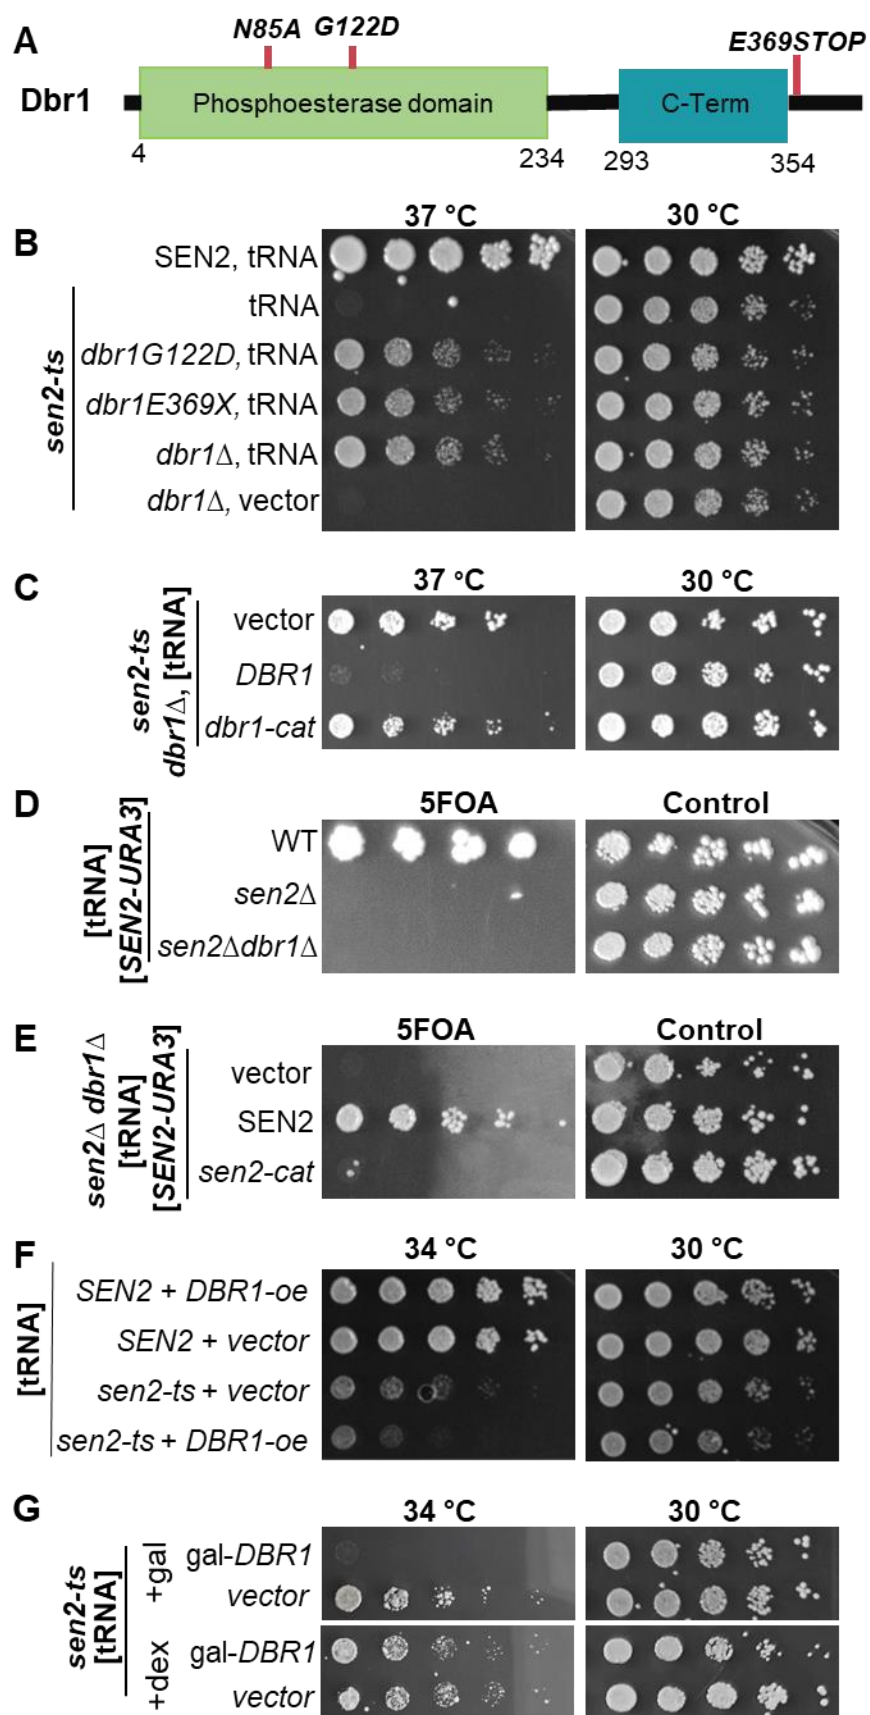 A
N85A G122D
E369STOP
Dbr1
Phosphoesterase domain
C-Term
4
234
293
354
B
37 °C
30 °C
sen2-ts
SEN2, tRNA
tRNA
dbr1G122D, tRNA
dbr1E369X, tRNA
dbr1Δ, tRNA
dbr1Δ, vector
C
37 °C
30 °C
sen2-ts
dbr1Δ, [tRNA]
vector
DBR1
dbr1-cat
D
5FOA
Control
[tRNA]
[SEN2-URA3]
WT
sen2Δ
sen2Δdbr1Δ
E
5FOA
Control
sen2Δ dbr1Δ
[tRNA]
[SEN2-URA3]
vector
SEN2
sen2-cat
F
34 °C
30 °C
[tRNA]
SEN2 + DBR1-oe
SEN2 + vector
sen2-ts + vector
sen2-ts + DBR1-oe
G
34 °C
30 °C
sen2-ts
[tRNA]
+gal
gal-DBR1
vector
+dex
gal-DBR1
vector